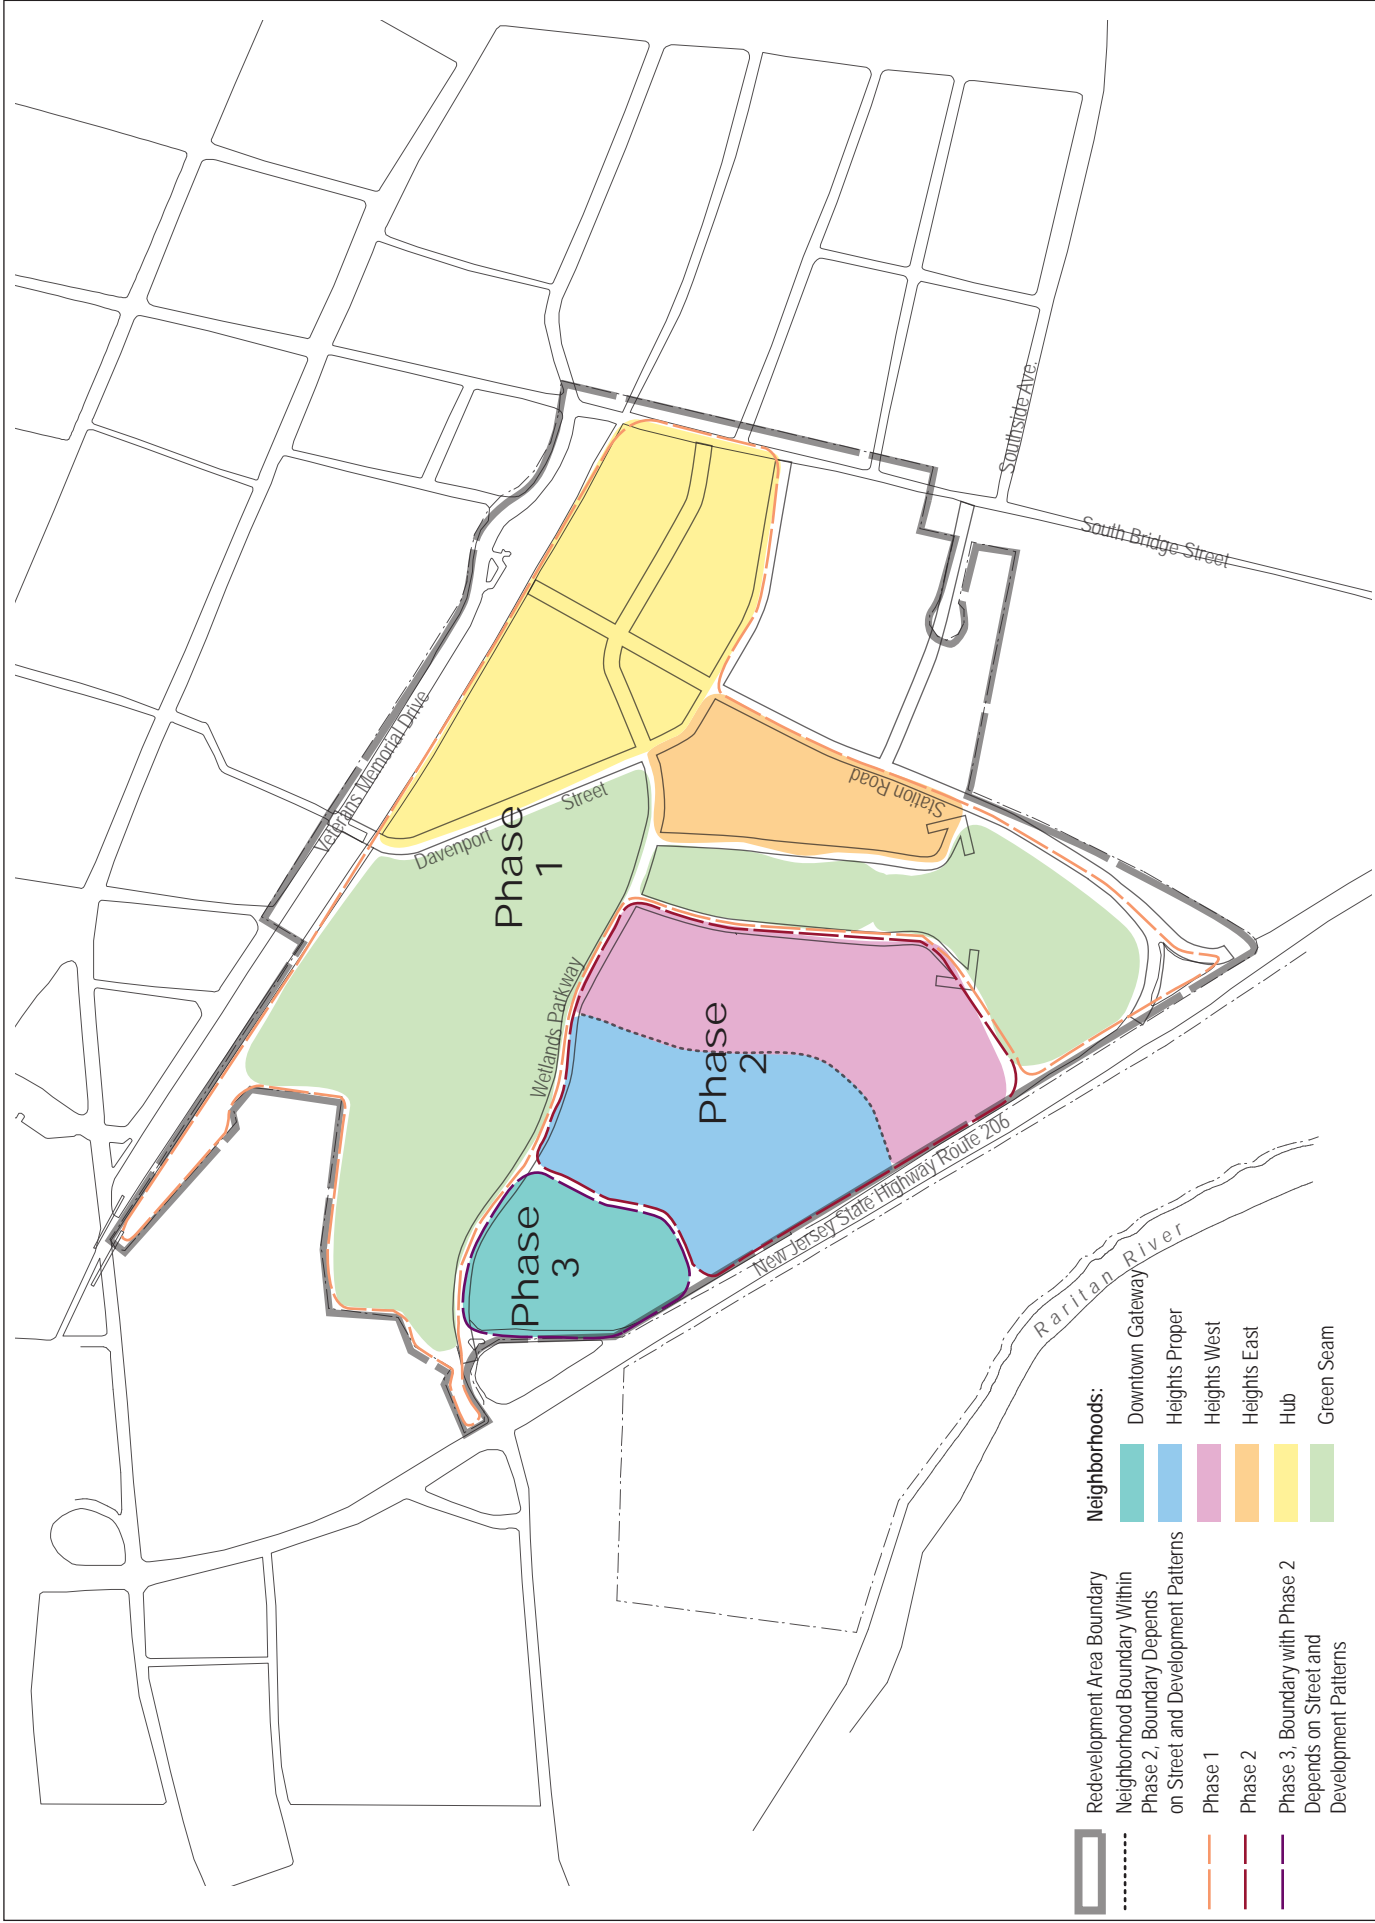 Veterans Memorial Drive
Davenport
Street
Phase
1
Wetlands Parkway
Station Road
Southside Ave.
South Bridge Street
Phase
2
Phase
3
New Jersey State Highway Route 206
Raritan River
Redevelopment Area Boundary
Neighborhood Boundary Within
Phase 2, Boundary Depends
on Street and Development Patterns
Phase 1
Phase 2
Phase 3, Boundary with Phase 2
Depends on Street and
Development Patterns
Neighborhoods:
Downtown Gateway
Heights Proper
Heights West
Heights East
Hub
Green Seam